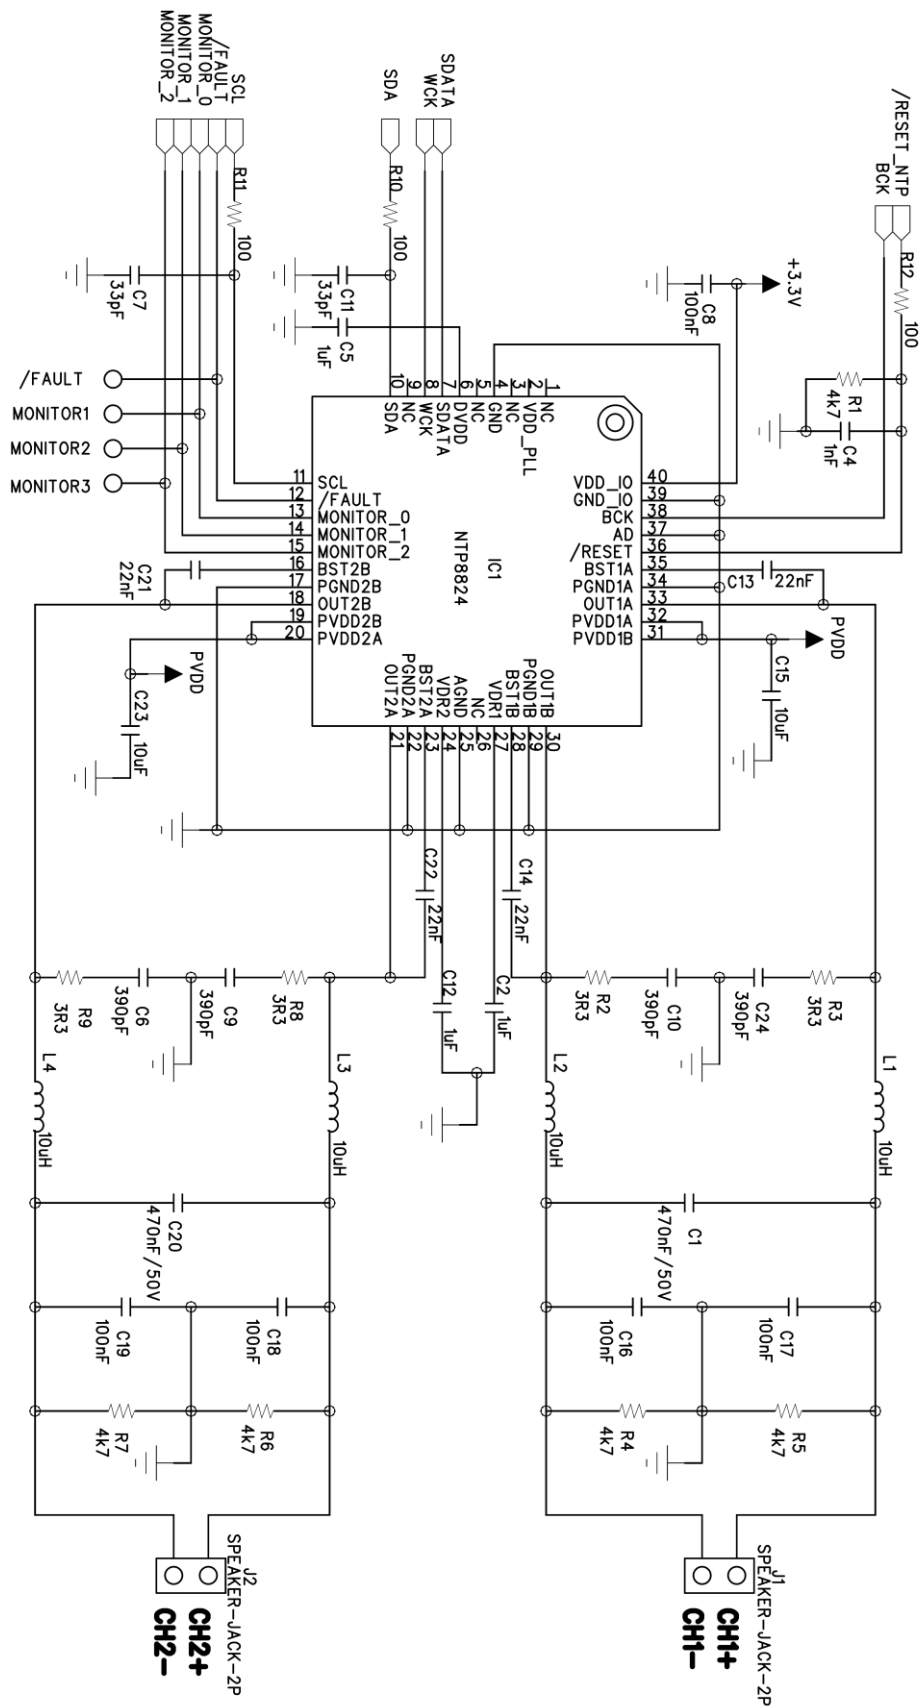 SCL
/FAULT
MONITOR_0
MONITOR_1
MONITOR_2
SDA
SDATA
WCK
/RESET_NTP
BCK
R11
100
R10
100
R12
100
C7
33pF
C11
33pF
C5
1uF
C8
100nF
+3.3V
R1
4k7
C4
1nF
/FAULT
MONITOR1
MONITOR2
MONITOR3
10
9
8
7
6
5
4
3
2
1
SDA
NC
WCK
SDATA
DVDD
NC
GND
NC
VDD_PLL
NC
11 SCL
12 /FAULT
13 MONITOR_0
14 MONITOR_1
15 MONITOR_2
16 BST2B
17 PGND2B
18 OUT2B
19 PVDD2B
20 PVDD2A
VDD_IO 40
GND_IO 39
BCK 38
AD 37
/RESET 36
BST1A 35
PGND1A 34
OUT1A 33
PVDD1A 32
PVDD1B 31
IC1
NTP8824
OUT2A
PGND2A
BST2A
VDR2
AGND
NC
VDR1
BST1B
PGND1B
OUT1B
21
22
23
24
25
26
27
28
29
30
C21
22nF
C13 22nF
PVDD
C23
10uF
PVDD
C15
10uF
C22
22nF
C14
22nF
C12
1uF
C2
1uF
R9
3R3
C6
390pF
C9
390pF
R8
3R3
R2
3R3
C10
390pF
C24
390pF
R3
3R3
L4
10uH
L3
10uH
L2
10uH
L1
10uH
C20
470nF/50V
C1
470nF/50V
C19
100nF
C18
100nF
C16
100nF
C17
100nF
R7
4k7
R6
4k7
R4
4k7
R5
4k7
J2
SPEAKER-JACK-2P
CH2+
CH2-
J1
SPEAKER-JACK-2P
CH1+
CH1-